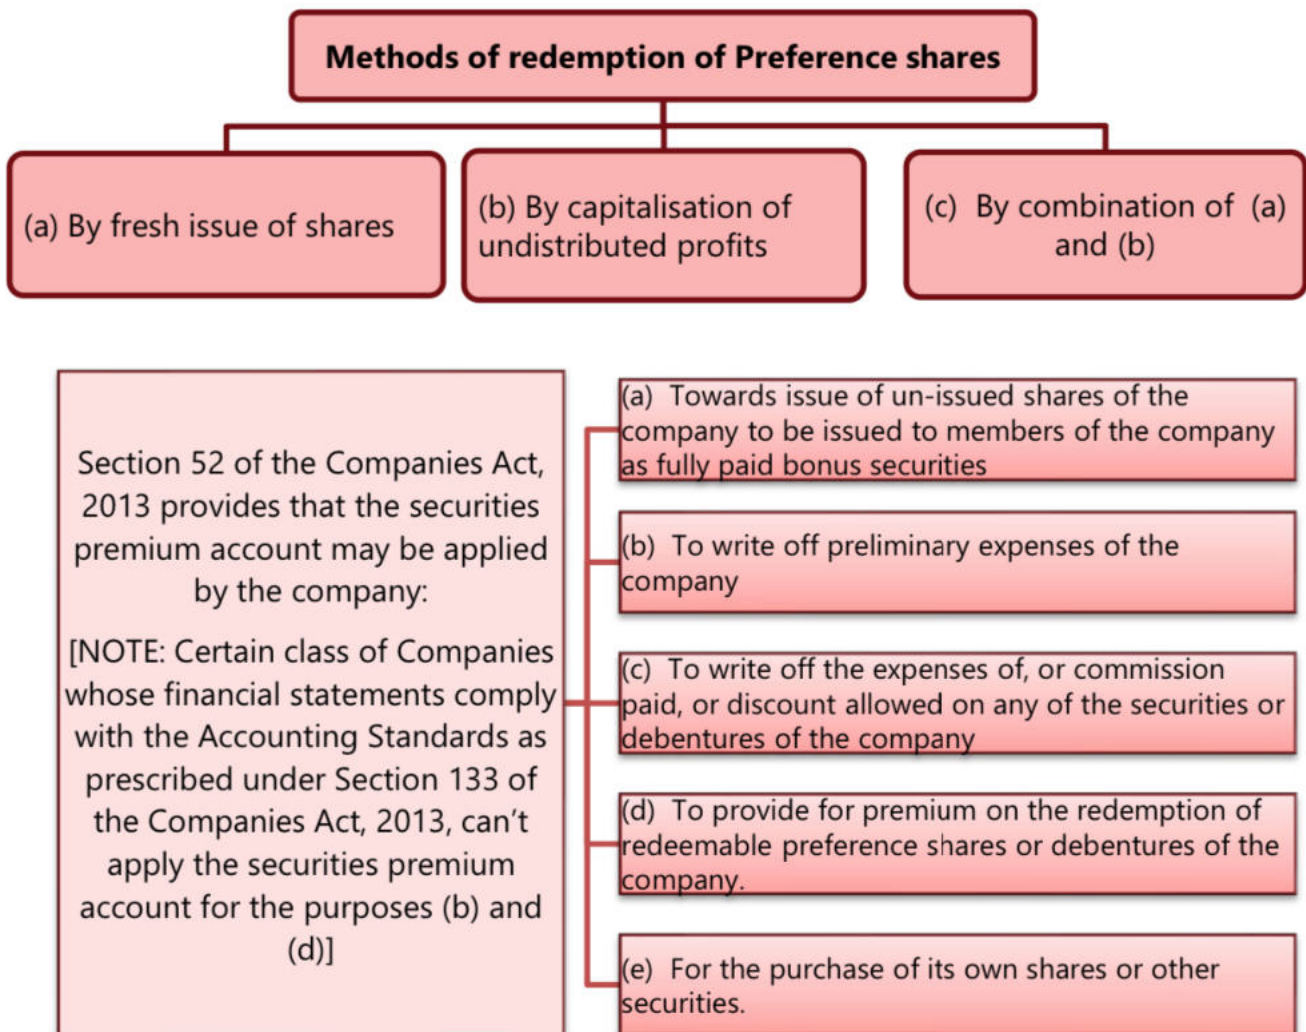 Methods of redemption of Preference shares
(a) By fresh issue of shares
(b) By capitalisation of
undistributed profits
(c) By combination of (a)
and (b)
Section 52 of the Companies Act,
2013 provides that the securities
premium account may be applied
by the company:
[NOTE: Certain class of Companies
whose financial statements comply
with the Accounting Standards as
prescribed under Section 133 of
the Companies Act, 2013, can't
apply the securities premium
account for the purposes (b) and
(d)]
(a) Towards issue of un-issued shares of the
company to be issued to members of the company
as fully paid bonus securities
(b) To write off preliminary expenses of the
company
(c) To write off the expenses of, or commission
paid, or discount allowed on any of the securities or
debentures of the company
(d) To provide for premium on the redemption of
redeemable preference shares or debentures of the
company.
(e) For the purchase of its own shares or other
securities.